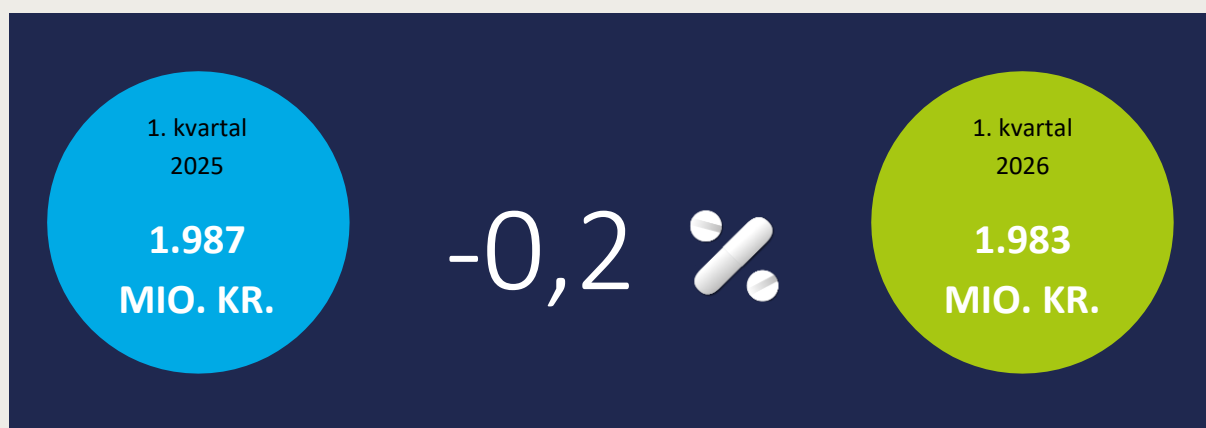 1. kvartal
2025
1.987
MIO. KR.
-0,2 %
1. kvartal
2026
1.983
MIO. KR.